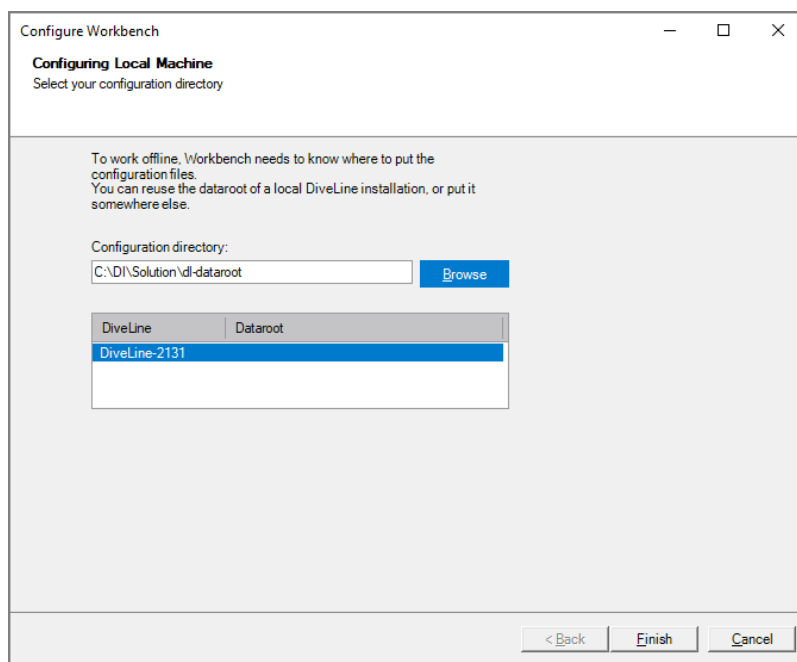 Configure Workbench
Configuring Local Machine
Select your configuration directory
To work offline, Workbench needs to know where to put the
configuration files.
You can reuse the dataroot of a local DiveLine installation, or put it
somewhere else.
Configuration directory:
C:\DI\Solution\dl-dataroot
Browse
DiveLine Dataroot
DiveLine-2131
< Back Finish Cancel